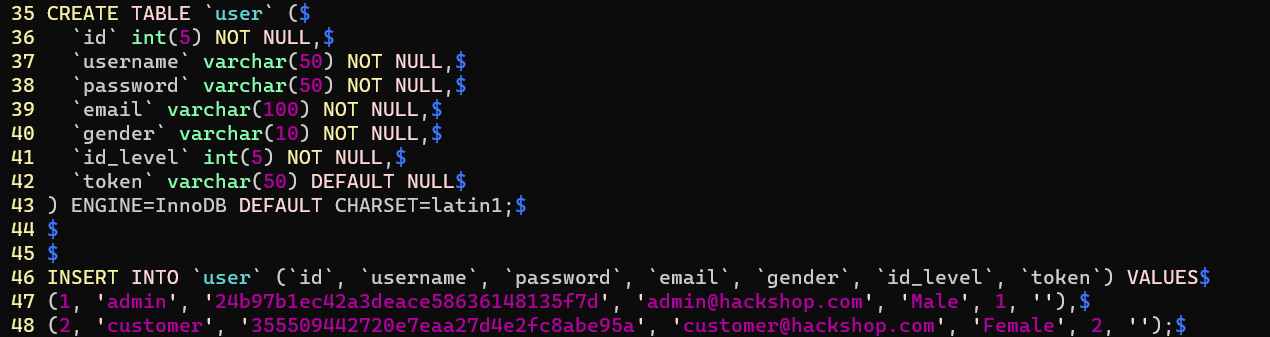 35 CREATE TABLE `user` ($
36   `id` int(5) NOT NULL,$
37   `username` varchar(50) NOT NULL,$
38   `password` varchar(50) NOT NULL,$
39   `email` varchar(100) NOT NULL,$
40   `gender` varchar(10) NOT NULL,$
41   `id_level` int(5) NOT NULL,$
42   `token` varchar(50) DEFAULT NULL$
43 ) ENGINE=InnoDB DEFAULT CHARSET=latin1;$
44 $
45 $
46 INSERT INTO `user` (`id`, `username`, `password`, `email`, `gender`, `id_level`, `token`) VALUES$
47 (1, 'admin', '24b97b1ec42a3deace58636148135f7d', 'admin@hackshop.com', 'Male', 1, ''),$
48 (2, 'customer', '355509442720e7eaa27d4e2fc8abe95a', 'customer@hackshop.com', 'Female', 2, '');$